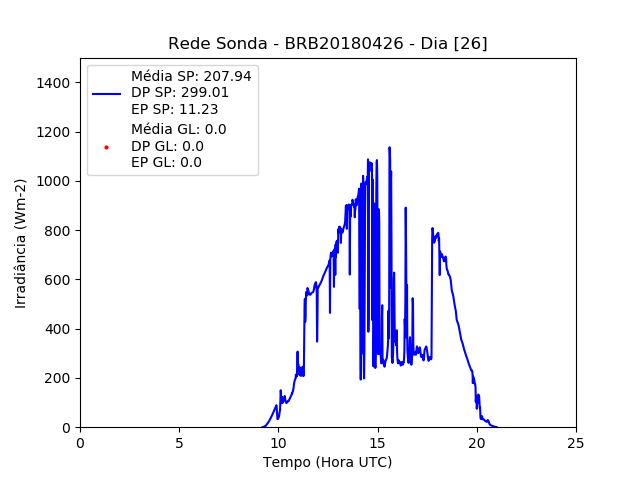 Rede Sonda - BRB20180426 - Dia [26]
Média SP: 207.94
DP SP: 299.01
EP SP: 11.23
Média GL: 0.0
DP GL: 0.0
EP GL: 0.0
Irradiância (Wm-2)
1400
1200
1000
800
600
400
200
0
0 5 10 15 20 25
Tempo (Hora UTC)